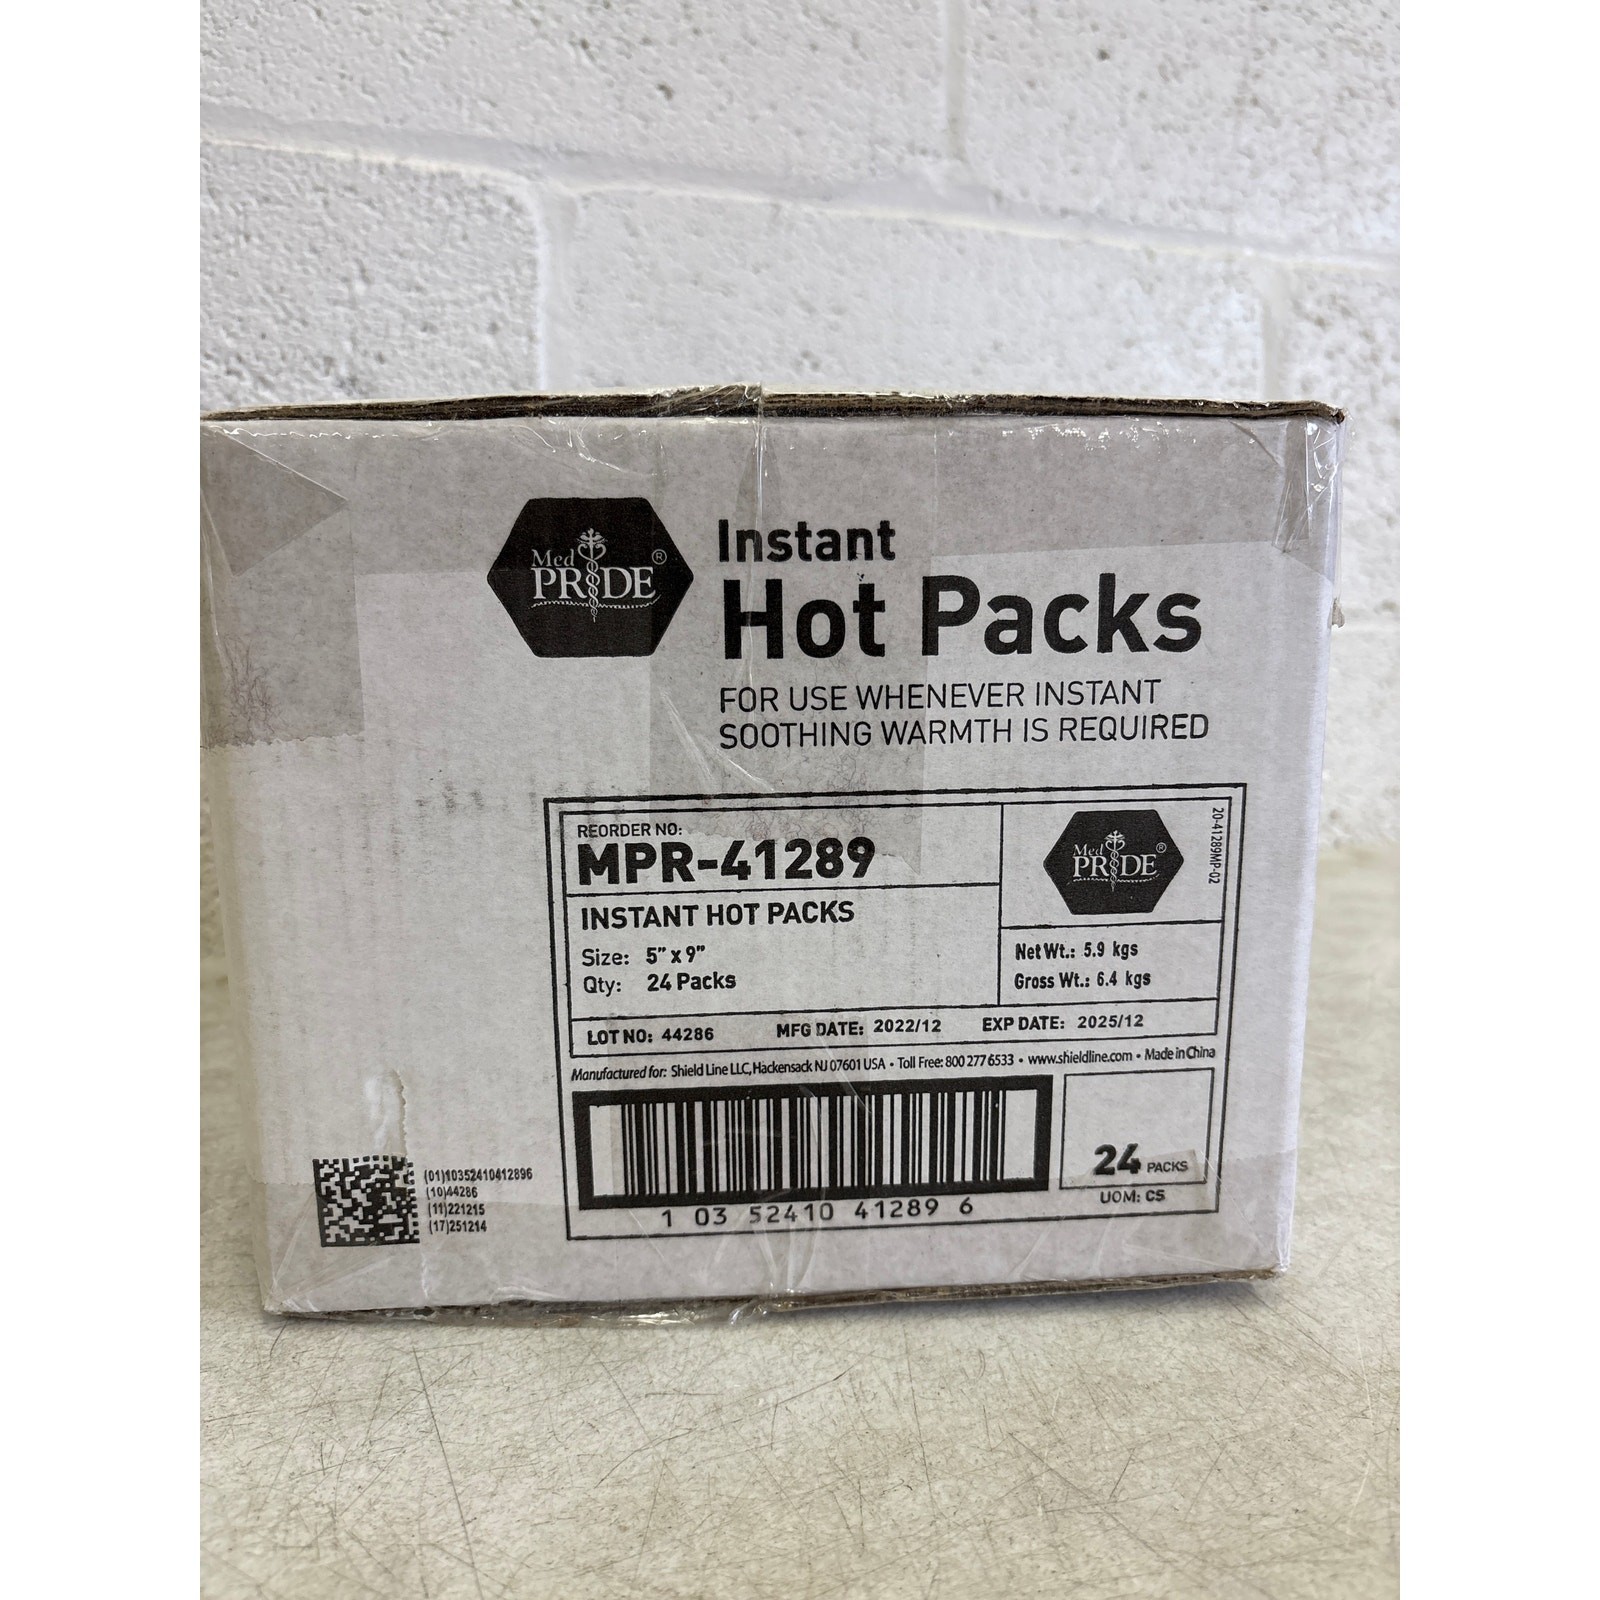 Med
PRIDE®
Instant
Hot Packs
FOR USE WHENEVER INSTANT
SOOTHING WARMTH IS REQUIRED
REORDER NO:
MPR-41289
INSTANT HOT PACKS
Size: 5" x 9"
Qty: 24 Packs
Med
PRIDE®
20-41289MP-02
Net Wt.: 5.9 kgs
Gross Wt.: 6.4 kgs
LOT NO: 44286 MFG DATE: 2022/12 EXP DATE: 2025/12
Manufactured for: Shield Line LLC, Hackensack NJ 07601 USA • Toll Free: 800 277 6533 • www.shieldline.com • Made in China
1 03 52410 41289 6
24 PACKS
UOM: CS
(01)10352410412896
(10)44286
(11)221215
(17)251214